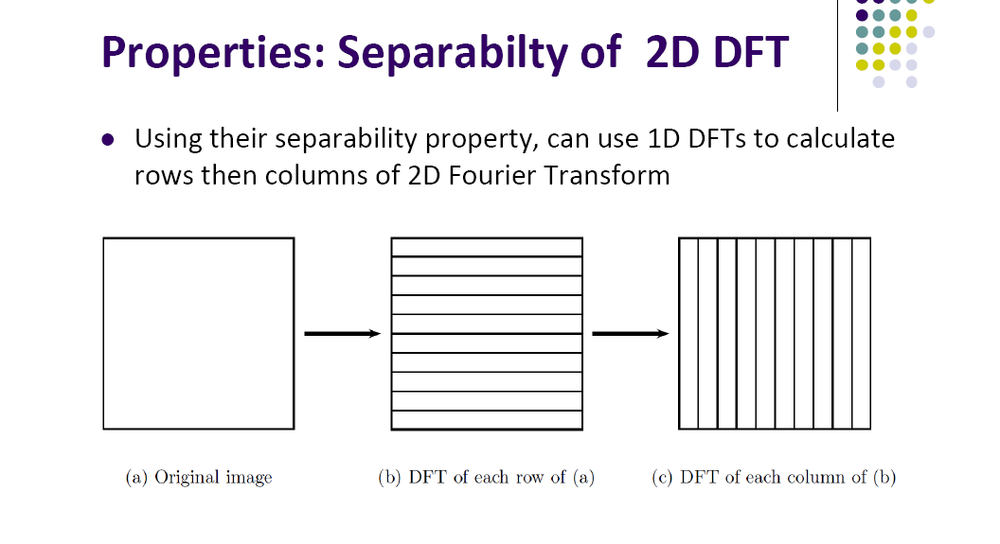 Properties: Separabilty of  2D DFT
● Using their separability property, can use 1D DFTs to calculate
rows then columns of 2D Fourier Transform
(a) Original image
(b) DFT of each row of (a)
(c) DFT of each column of (b)